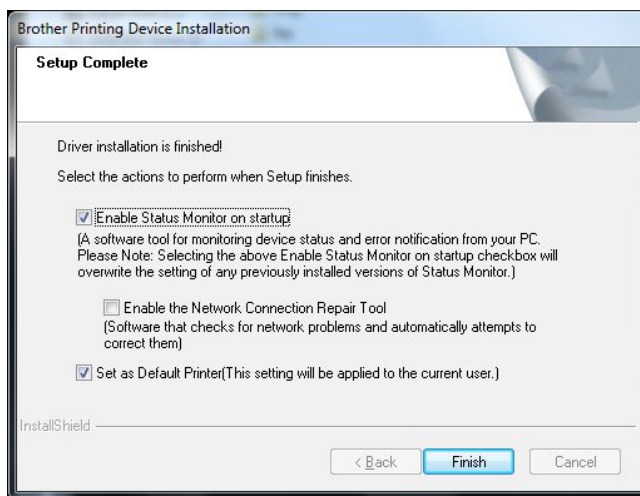 Brother Printing Device Installation
Setup Complete
Driver installation is finished!
Select the actions to perform when Setup finishes.
Enable Status Monitor on startup
(A software tool for monitoring device status and error notification from your PC.
Please Note: Selecting the above Enable Status Monitor on startup checkbox will
overwrite the setting of any previously installed versions of Status Monitor.)
Enable the Network Connection Repair Tool
(Software that checks for network problems and automatically attempts to
correct them)
Set as Default Printer(This setting will be applied to the current user.)
InstallShield
< Back
Finish
Cancel